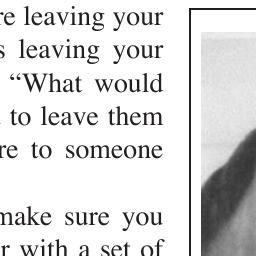 re leaving your
s leaving your
“What would
to leave them
re to someone
make sure you
r with a set of